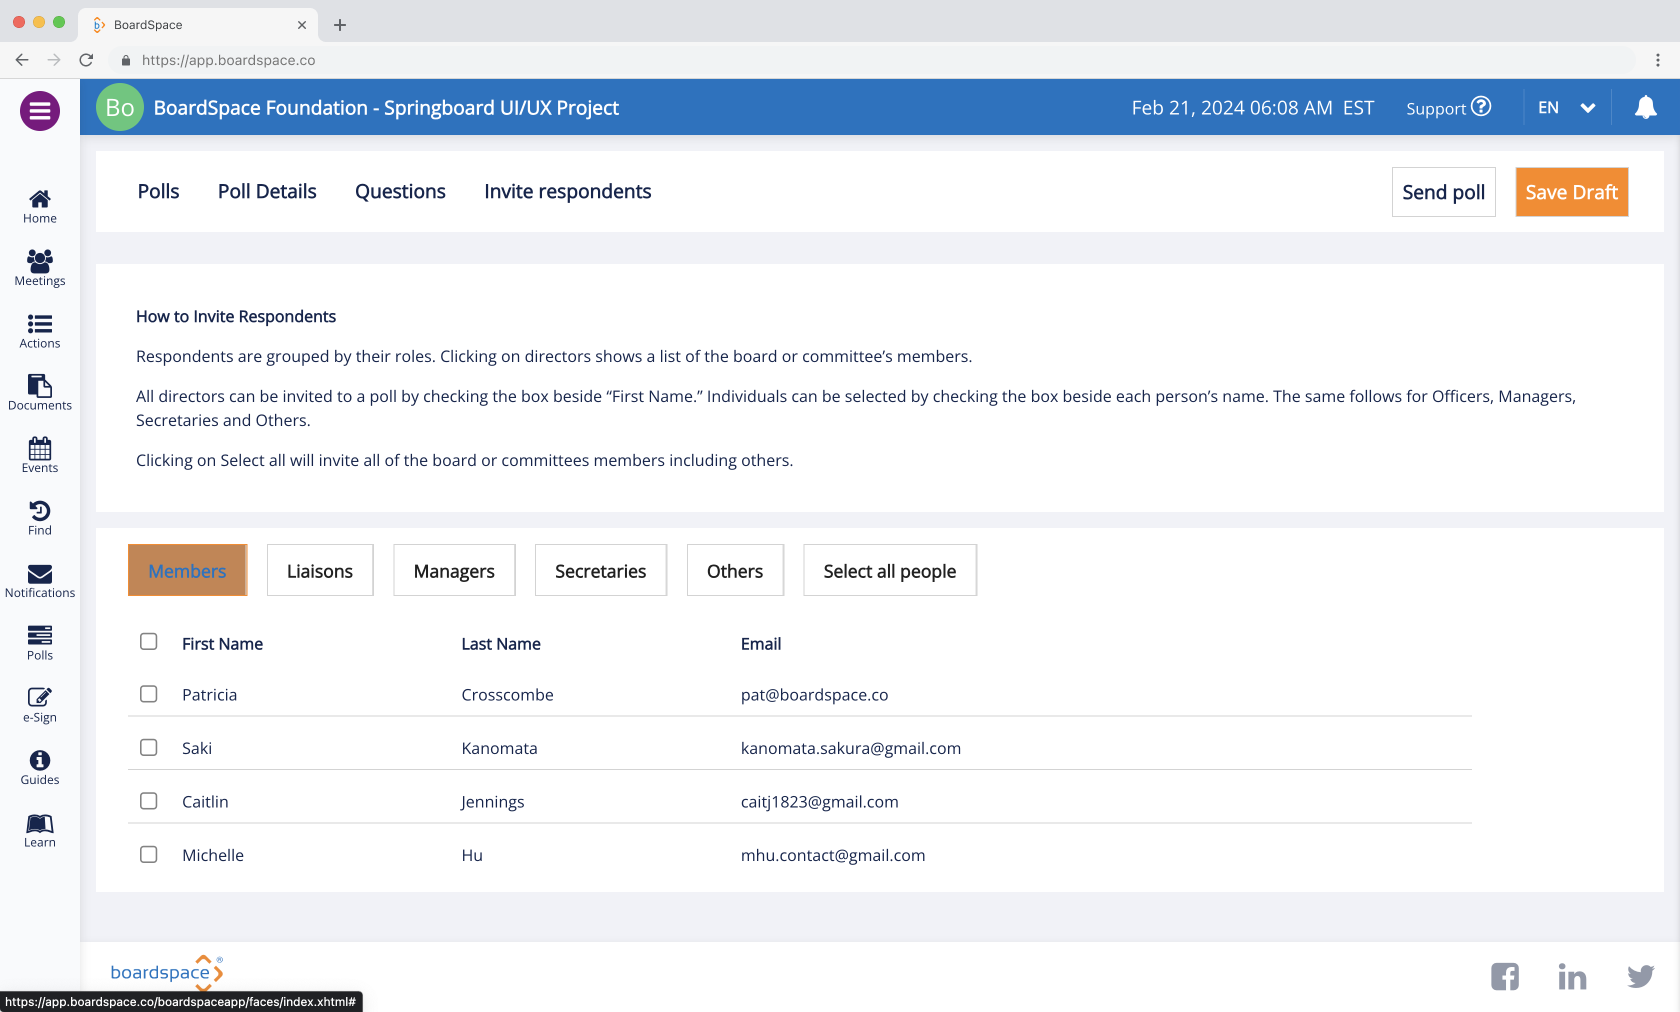 BoardSpace
https://app.boardspace.co
Bo BoardSpace Foundation - Springboard UI/UX Project Feb 21, 2024 06:08 AM EST Support EN
Home
Meetings
Actions
Documents
Events
Find
Notifications
Polls
e-Sign
Guides
Learn
Polls Poll Details Questions Invite respondents Send poll Save Draft
How to Invite Respondents
Respondents are grouped by their roles. Clicking on directors shows a list of the board or committee’s members.
All directors can be invited to a poll by checking the box beside “First Name.” Individuals can be selected by checking the box beside each person’s name. The same follows for Officers, Managers,
Secretaries and Others.
Clicking on Select all will invite all of the board or committees members including others.
Members Liaisons Managers Secretaries Others Select all people
First Name Last Name Email
Patricia Crosscombe pat@boardspace.co
Saki Kanomata kanomata.sakura@gmail.com
Caitlin Jennings caitj1823@gmail.com
Michelle Hu mhu.contact@gmail.com
boardspace®
https://app.boardspace.co/boardspaceapp/faces/index.xhtml#